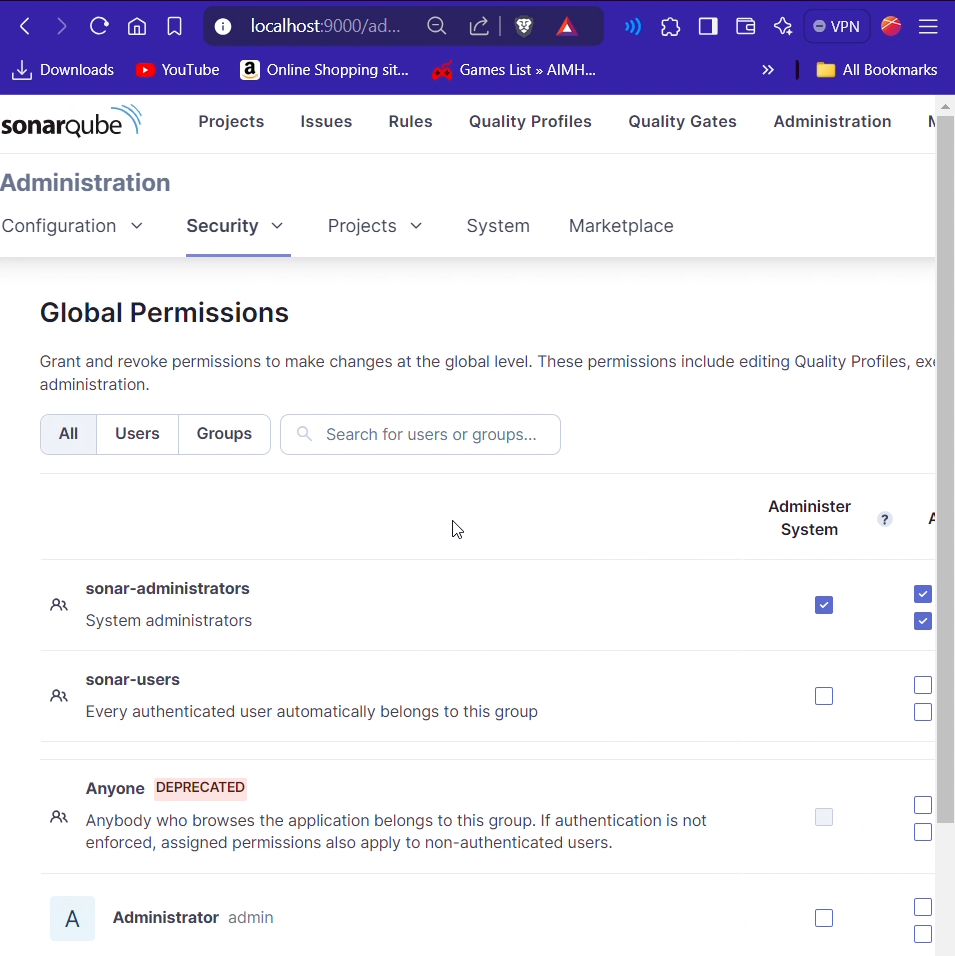 localhost:9000/ad...
VPN
Downloads
YouTube
a
Online Shopping sit...
Games List » AIMH...
»
All Bookmarks
sonarqube
Projects
Issues
Rules
Quality Profiles
Quality Gates
Administration
Administration
Configuration
Security
Projects
System
Marketplace
Global Permissions
Grant and revoke permissions to make changes at the global level. These permissions include editing Quality Profiles,
administration.
All
Users
Groups
Search for users or groups...
Administer
System
?
sonar-administrators
System administrators
sonar-users
Every authenticated user automatically belongs to this group
Anyone DEPRECATED
Anybody who browses the application belongs to this group. If authentication is not
enforced, assigned permissions also apply to non-authenticated users.
A
Administrator admin